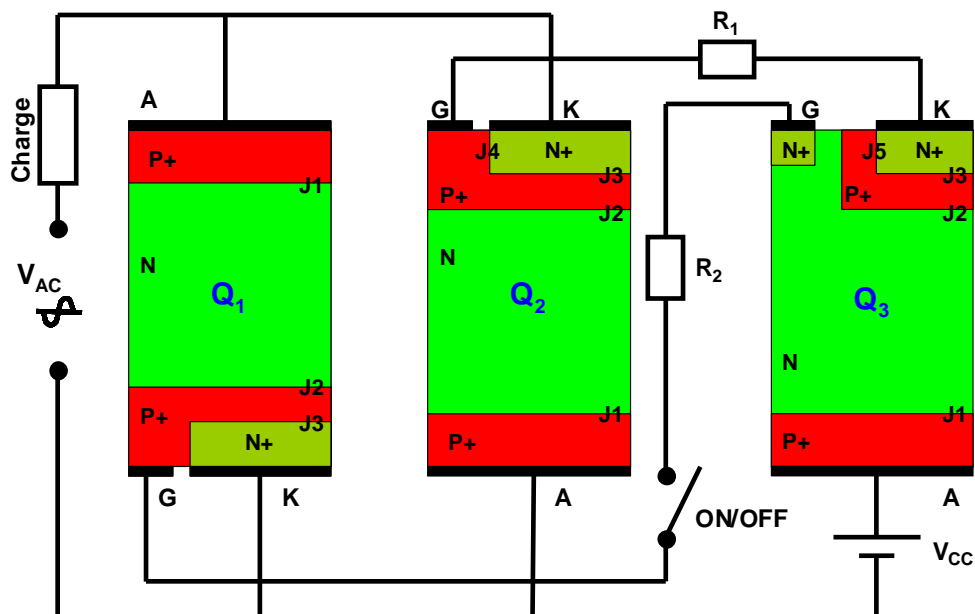 R1
A
G
K
G
K
Charge
P+
J4
N+
N+
J5
N+
J1
J3
J3
P+
P+
J2
J2
N
N
VAC
R2
Q1
Q2
Q3
N
J2
P+
J3
J1
J1
N+
P+
P+
G
K
A
A
ON/OFF
VCC